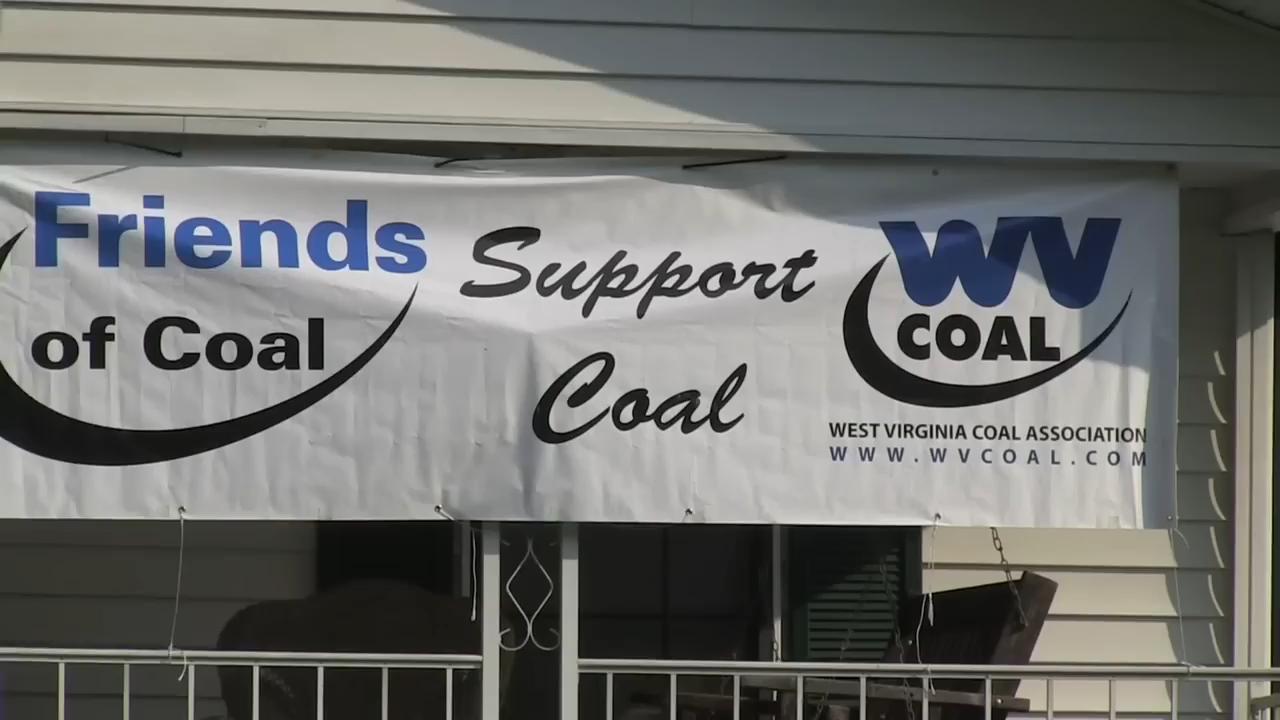 Friends
of Coal
Support
Coal
WV
COAL
WEST VIRGINIA COAL ASSOCIATION
WWW.WVCOAL.COM